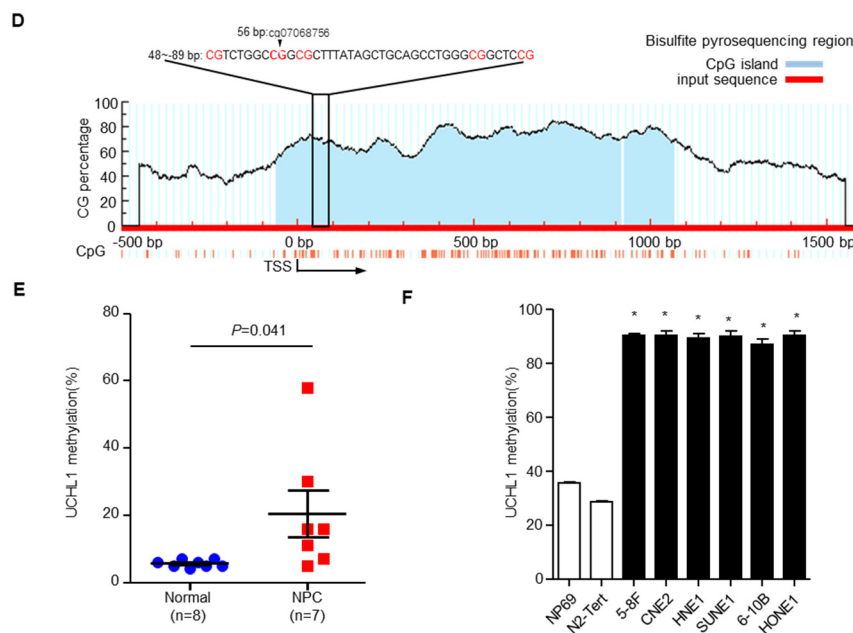 D
56 bp:cg07068756
48~-89 bp: CGTCTGGCCGGCGCTTTATAGCTGCAGCCTGGGCGGCTCCG
Bisulfite pyrosequencing region
CpG island
input sequence
CG percentage
100
80
60
40
20
0
-500 bp 0 bp 500 bp 1000 bp 1500 bp
CpG
TSS
E
UCHL1 methylation(%)
80
60
40
20
0
P=0.041
Normal
(n=8)
NPC
(n=7)
F
UCHL1 methylation(%)
100
80
60
40
20
0
* * * * * *
NP69
N2-Tert
5-8F
CNE2
HNE1
SUNE1
6-10B
HONE1